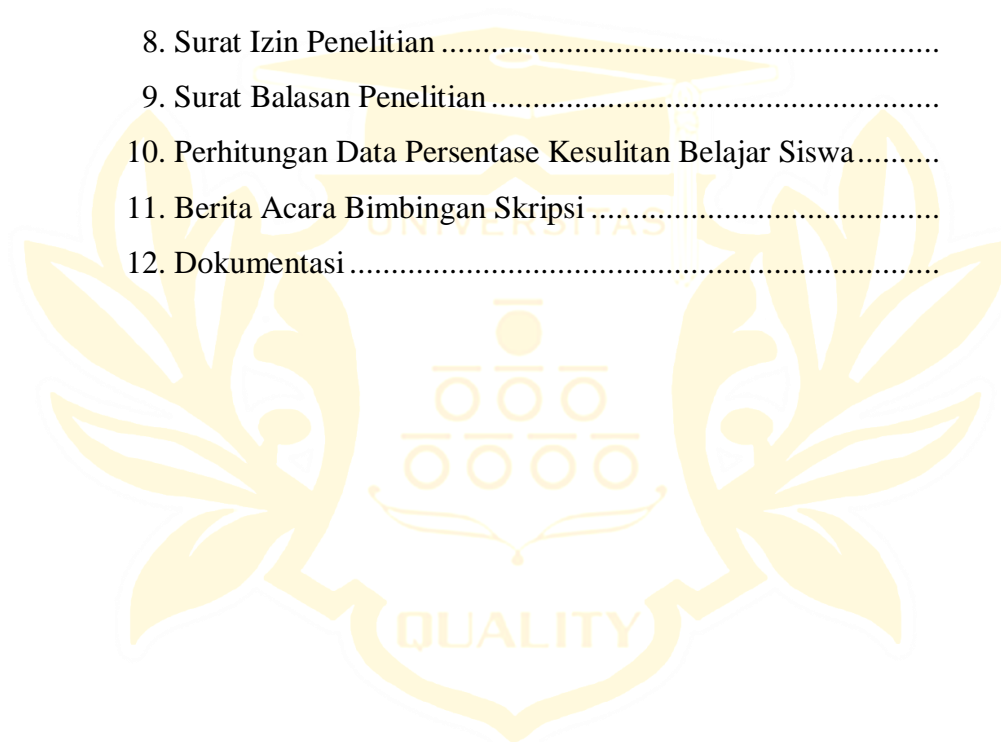 8. Surat Izin Penelitian .............................................................
9. Surat Balasan Penelitian .......................................................
10. Perhitungan Data Persentase Kesulitan Belajar Siswa ..........
11. Berita Acara Bimbingan Skripsi ...........................................
12. Dokumentasi ........................................................................
UNIVERSITAS
QUALITY